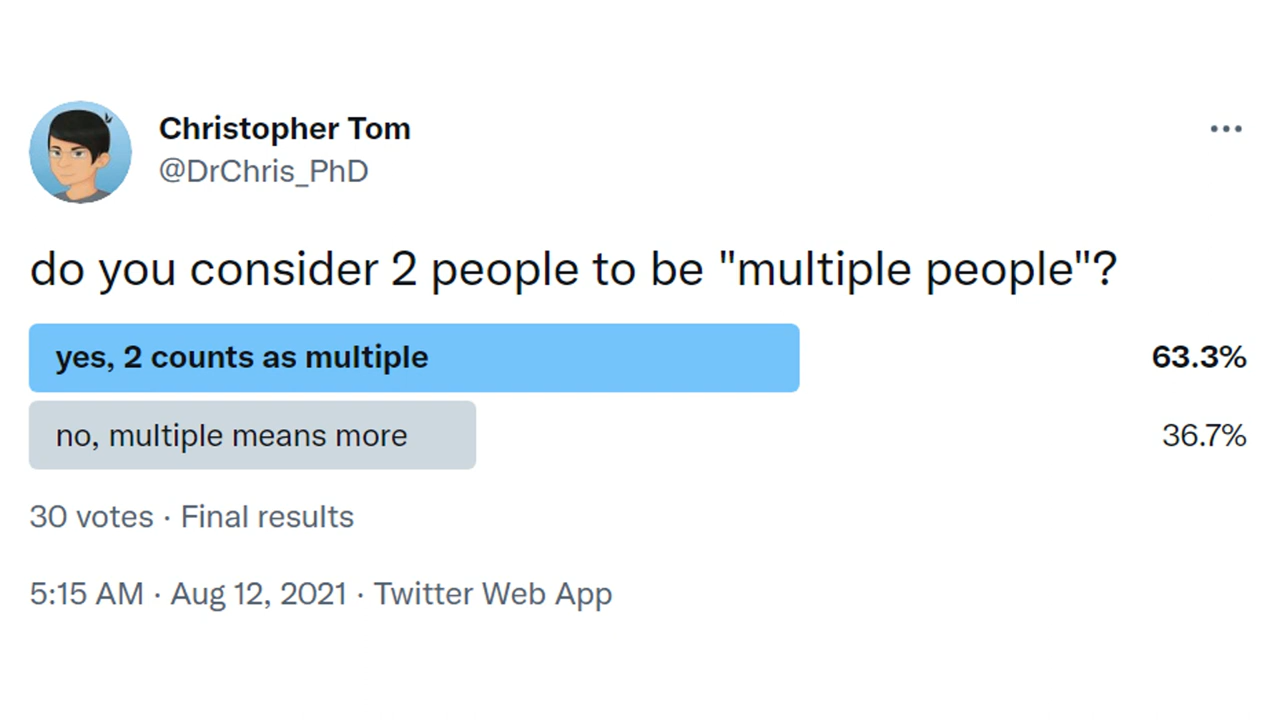 Christopher Tom
@DrChris_PhD
do you consider 2 people to be "multiple people"?
yes, 2 counts as multiple 63.3%
no, multiple means more 36.7%
30 votes · Final results
5:15 AM · Aug 12, 2021 · Twitter Web App